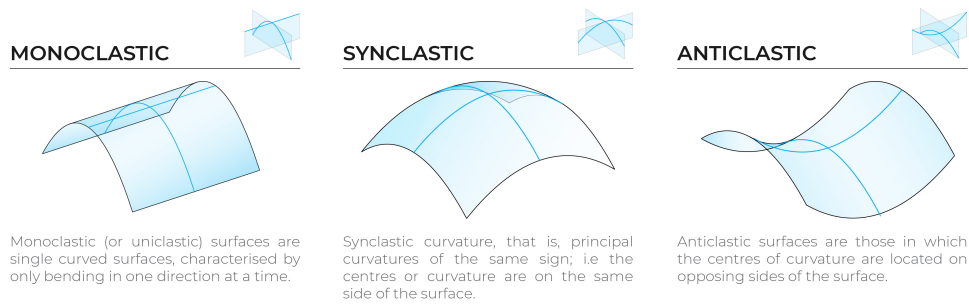 MONOCLASTIC
Monoclastic (or uniclastic) surfaces are
single curved surfaces, characterised by
only bending in one direction at a time.
SYNCLASTIC
Synclastic curvature, that is, principal
curvatures of the same sign; i.e the
centres or curvature are on the same
side of the surface.
ANTICLASTIC
Anticlastic surfaces are those in which
the centres of curvature are located on
opposing sides of the surface.